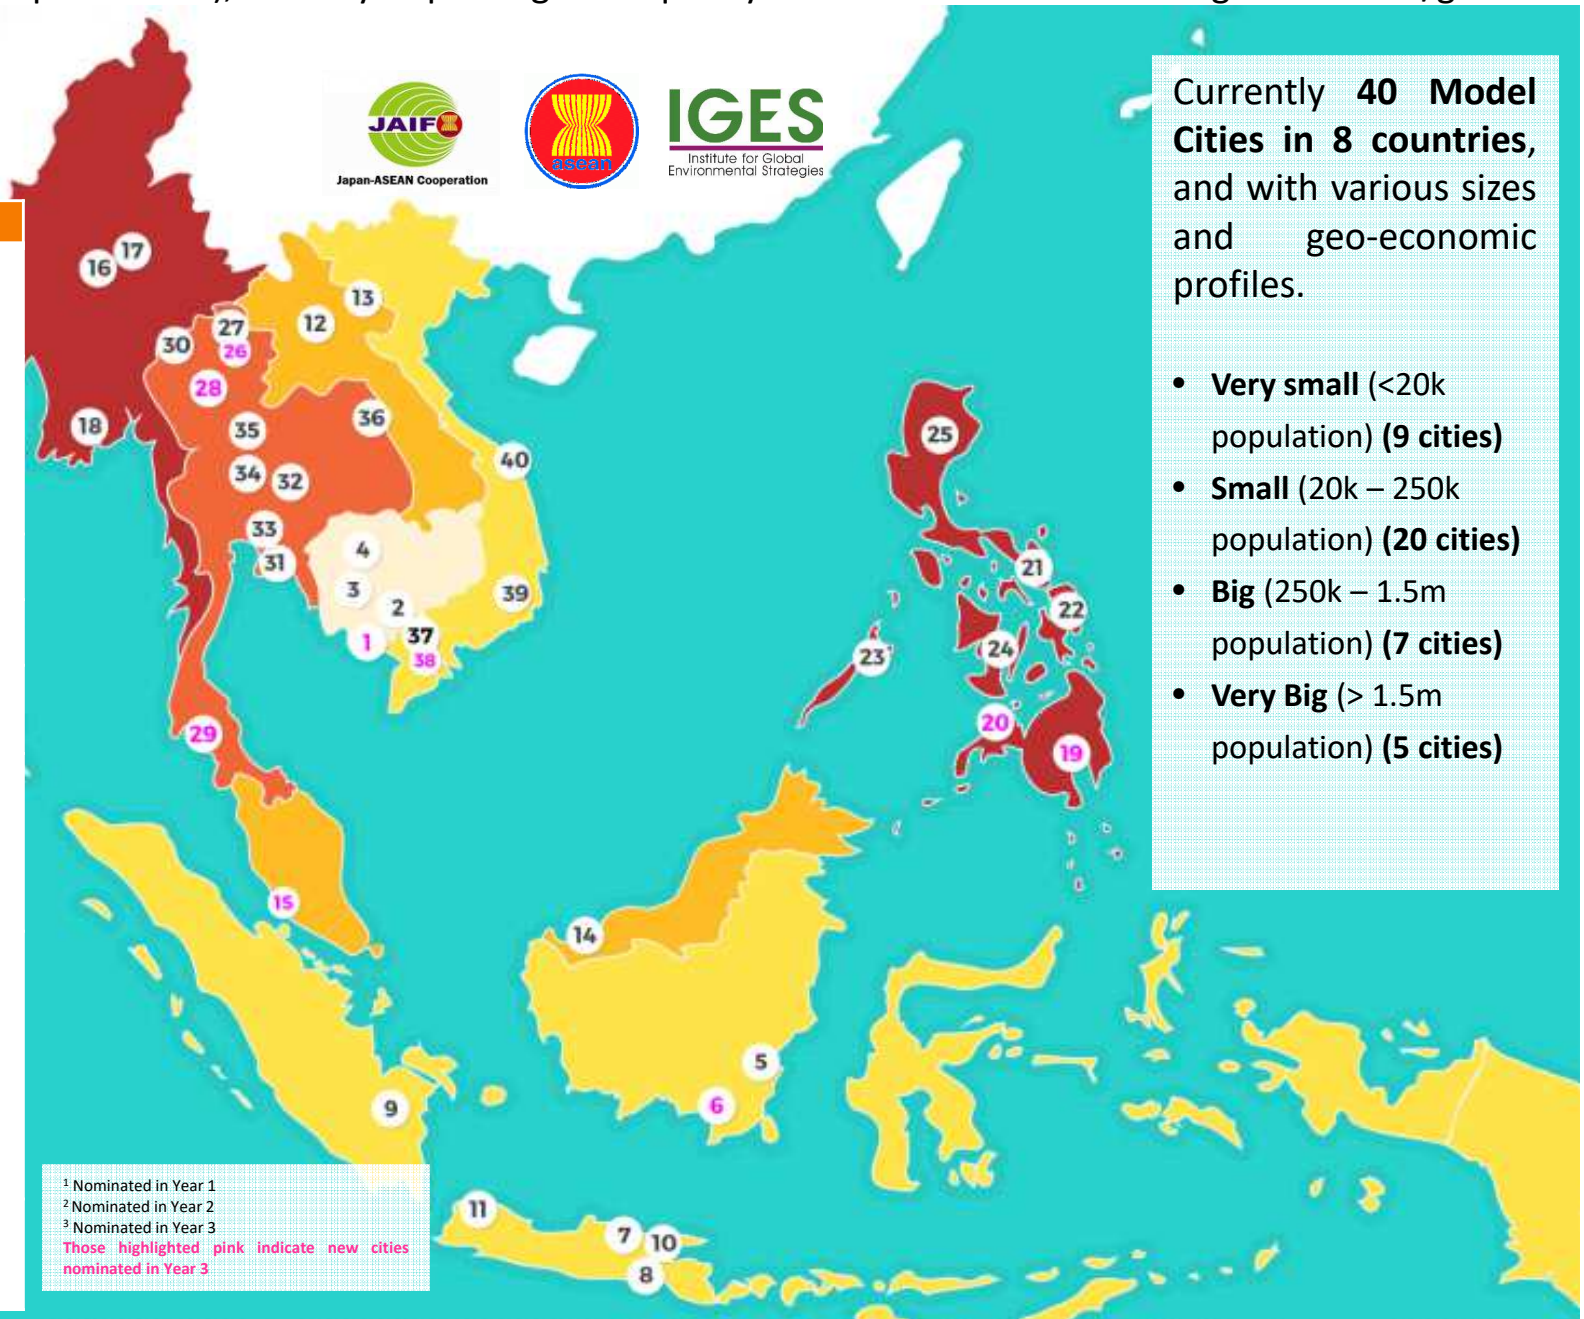 JAIF
Japan-ASEAN Cooperation
asean
IGES
Institute for Global
Environmental Strategies
Currently 40 Model
Cities in 8 countries,
and with various sizes
and geo-economic
profiles.
• Very small (<20k
population) (9 cities)
• Small (20k – 250k
population) (20 cities)
• Big (250k – 1.5m
population) (7 cities)
• Very Big (> 1.5m
population) (5 cities)
17
16
13
12
27
30
26
28
18
36
35
25
40
34
32
33
4
31
21
3
39
2
22
37
1
38
24
23
20
29
19
15
14
5
6
9
11
7
10
8
1 Nominated in Year 1
2 Nominated in Year 2
3 Nominated in Year 3
Those highlighted pink indicate new cities
nominated in Year 3